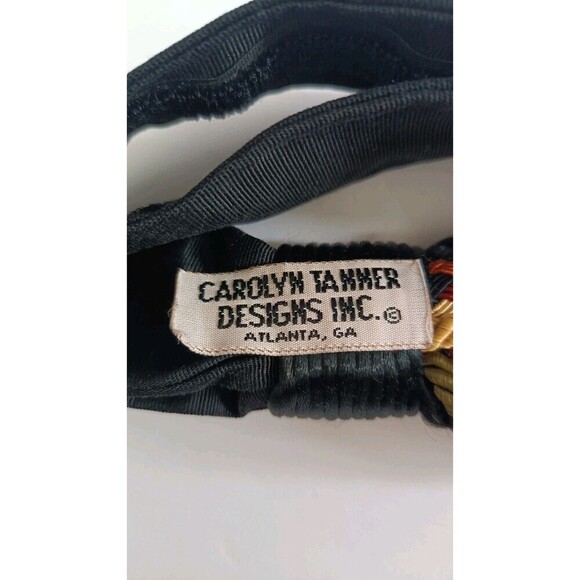 CAROLYN TANNER
DESIGNS INC.©
ATLANTA, GA